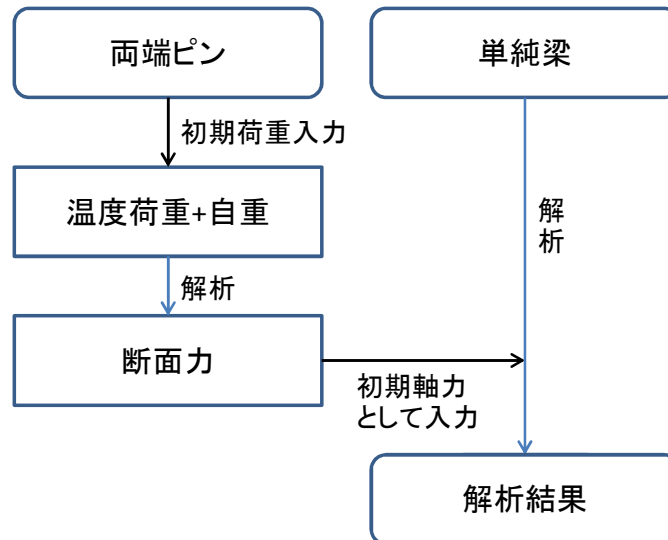 両端ピン
単純梁
初期荷重入力
温度荷重+自重
解
析
解析
断面力
初期軸力
として入力
解析結果